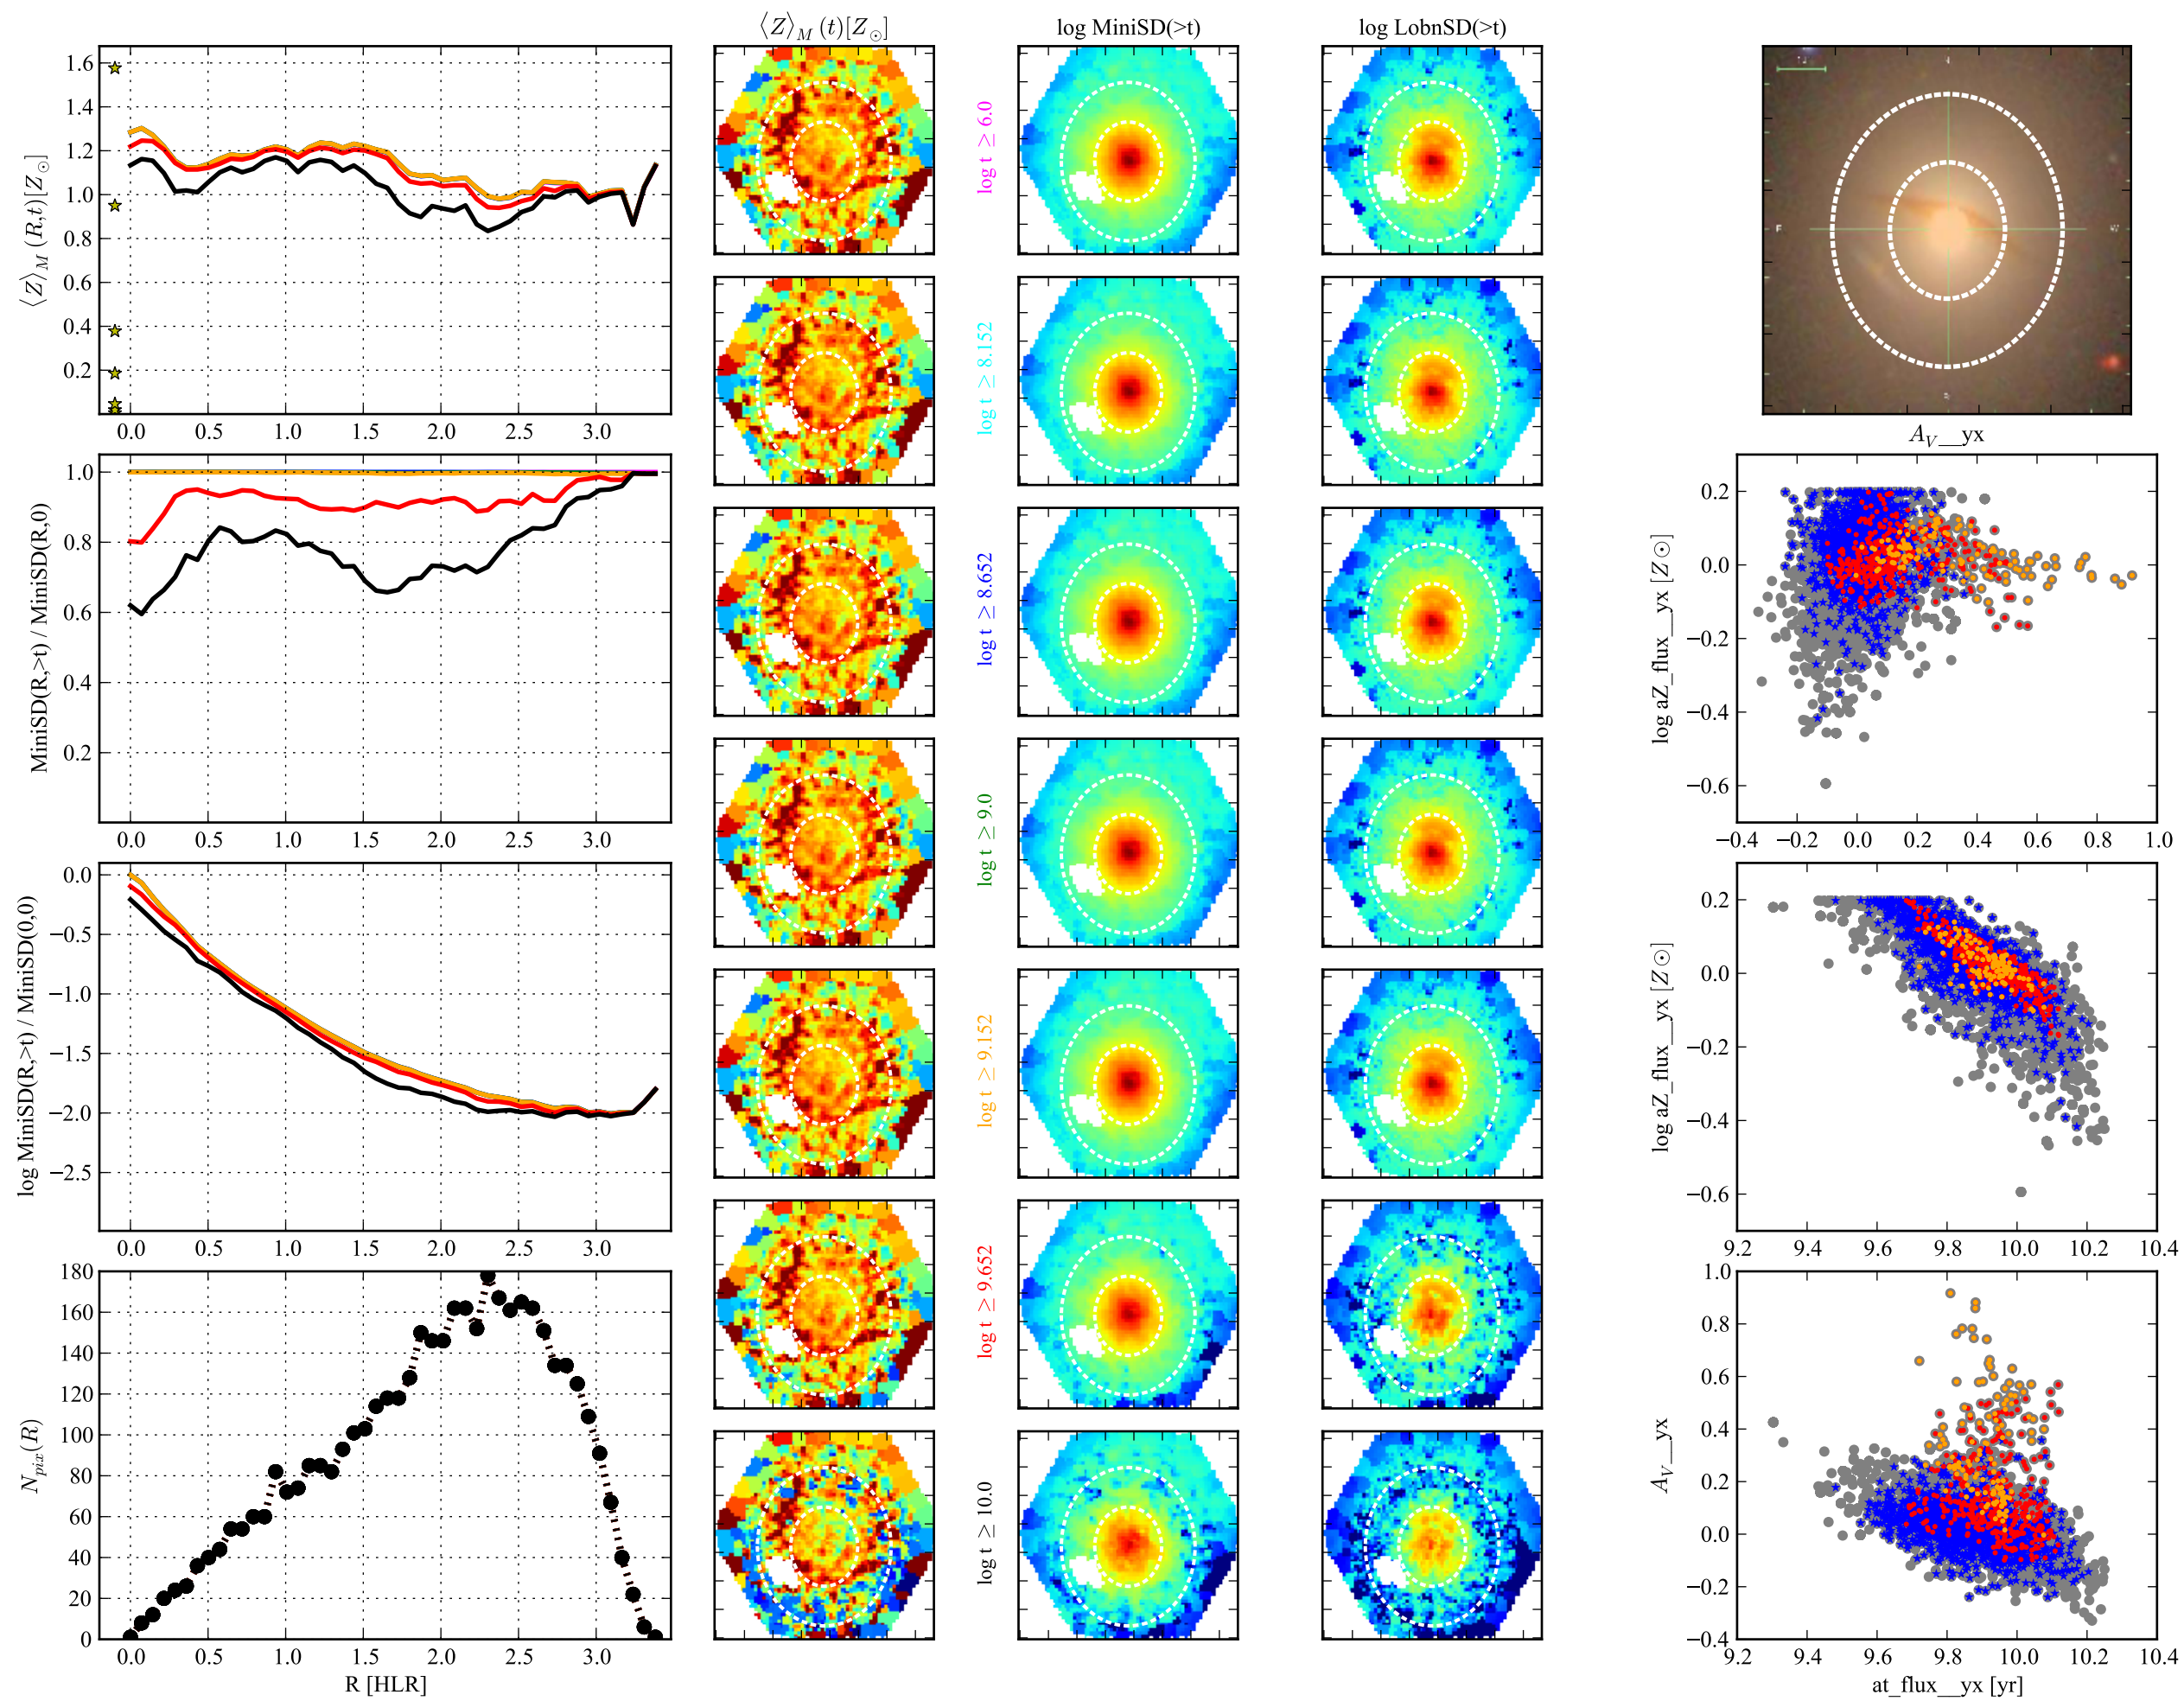 ⟨Z⟩_M (t)[Z_⊙]
log MiniSD(>t)
log LobnSD(>t)
⟨Z⟩_M (R,t)[Z_⊙]
1.6
1.4
1.2
1.0
0.8
0.6
0.4
0.2
0.0 0.5 1.0 1.5 2.0 2.5 3.0
MiniSD(R,>t) / MiniSD(R,0)
1.0
0.8
0.6
0.4
0.2
0.0 0.5 1.0 1.5 2.0 2.5 3.0
log MiniSD(R,>t) / MiniSD(0,0)
0.0
−0.5
−1.0
−1.5
−2.0
−2.5
0.0 0.5 1.0 1.5 2.0 2.5 3.0
N_pix(R)
180
160
140
120
100
80
60
40
20
0
0.0 0.5 1.0 1.5 2.0 2.5 3.0
R [HLR]
log t ≥ 6.0
log t ≥ 8.152
log t ≥ 8.652
log t ≥ 9.0
log t ≥ 9.152
log t ≥ 9.652
log t ≥ 10.0
A_V__yx
log aZ_flux__yx [Z⊙]
0.2
0.0
−0.2
−0.4
−0.6
−0.4 −0.2 0.0 0.2 0.4 0.6 0.8 1.0
log aZ_flux__yx [Z⊙]
0.2
0.0
−0.2
−0.4
−0.6
9.2 9.4 9.6 9.8 10.0 10.2 10.4
A_V__yx
1.0
0.8
0.6
0.4
0.2
0.0
−0.2
−0.4
9.2 9.4 9.6 9.8 10.0 10.2 10.4
at_flux__yx [yr]